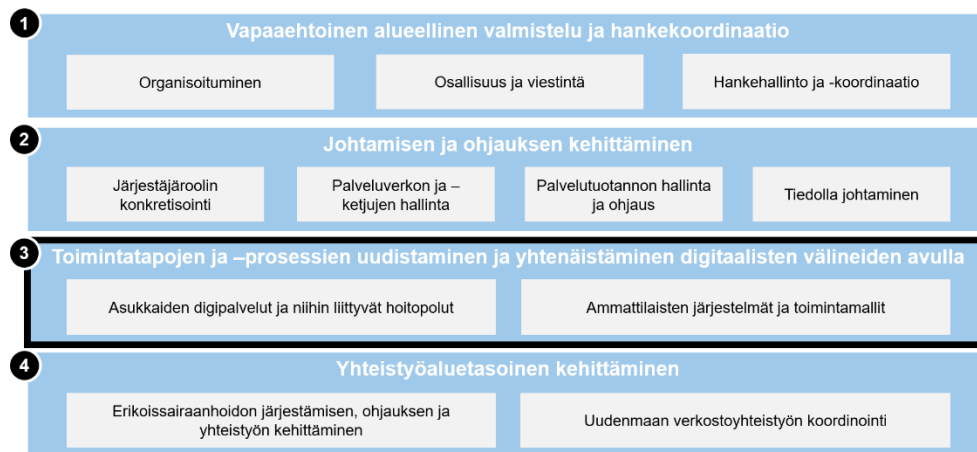 1
Vapaaehtoinen alueellinen valmistelu ja hankekoordinaatio
Organisoituminen
Osallisuus ja viestintä
Hankehallinto ja -koordinaatio
2
Johtamisen ja ohjauksen kehittäminen
Järjestäjäroolin
konkretisointi
Palveluverkon ja –
ketjujen hallinta
Palvelutuotannon hallinta
ja ohjaus
Tiedolla johtaminen
3
Toimintatapojen ja –prosessien uudistaminen ja yhtenäistäminen digitaalisten välineiden avulla
Asukkaiden digipalvelut ja niihin liittyvät hoitopolut
Ammattilaisten järjestelmät ja toimintamallit
4
Yhteistyöaluetasoinen kehittäminen
Erikoissairaanhoidon järjestämisen, ohjauksen ja
yhteistyön kehittäminen
Uudenmaan verkostoyhteistyön koordinointi